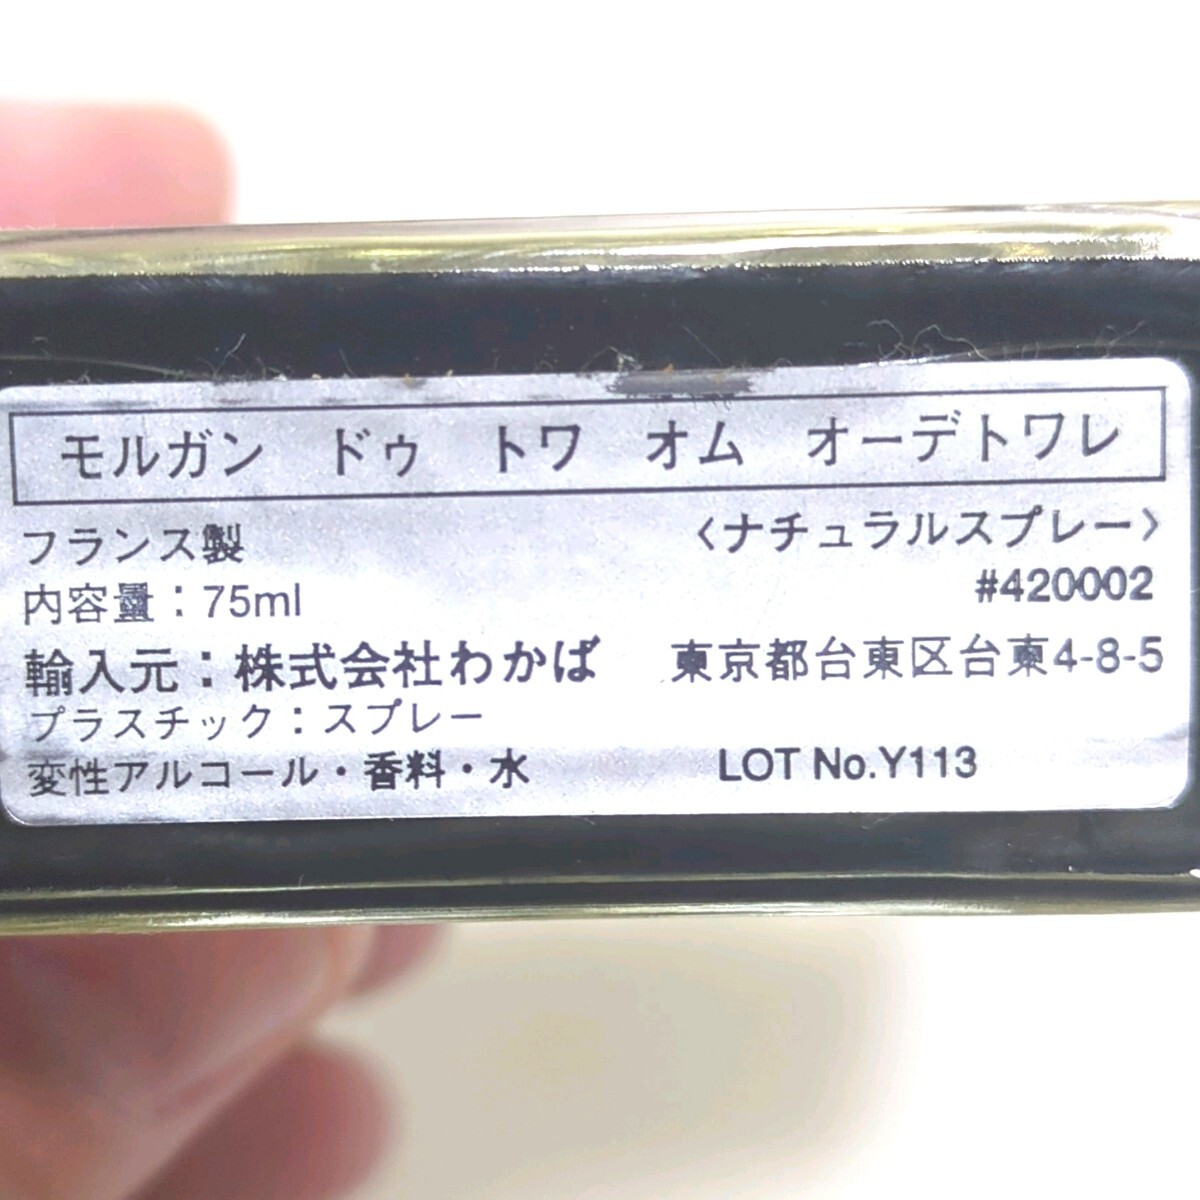 モルガン　ドゥ　トワ　オム　オーデトワレ
フランス製　〈ナチュラルスプレー〉
内容量：75ml　#420002
輸入元：株式会社わかば　東京都台東区台東4-8-5
プラスチック：スプレー
変性アルコール・香料・水　LOT No.Y113